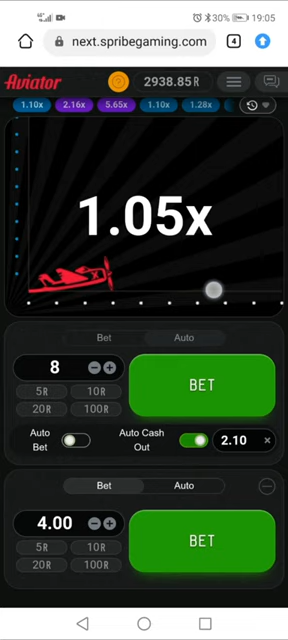 30% 19:05
next.spribegaming.com 4
Aviator 2938.85 R
1.10x 2.16x 5.65x 1.10x 1.28x
1.05x
Bet Auto
8
BET
5R 10R
20R 100R
Auto Bet Auto Cash Out 2.10 ×
Bet Auto
4.00
BET
5R 10R
20R 100R